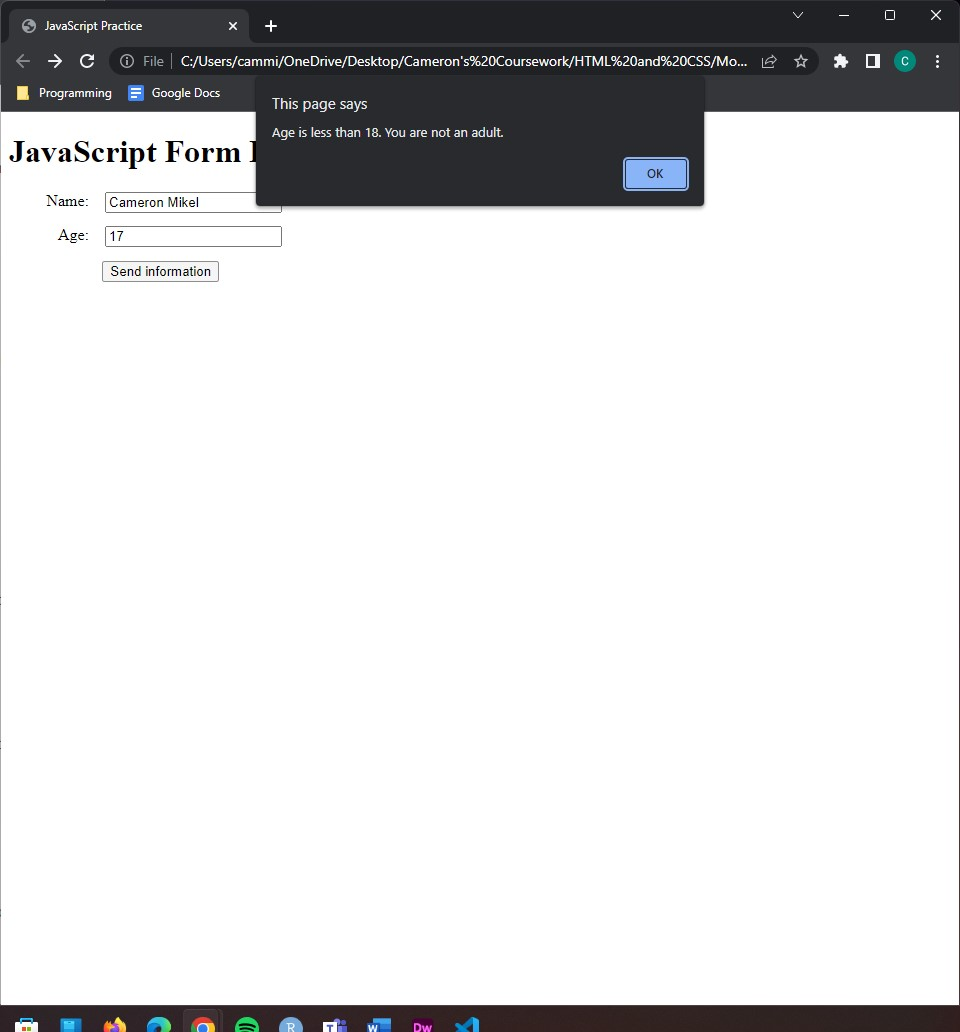 JavaScript Practice
File
C:/Users/cammi/OneDrive/Desktop/Cameron's%20Coursework/HTML%20and%20CSS/Mo...
C
Programming
Google Docs
This page says
Age is less than 18. You are not an adult.
OK
JavaScript Form
Name:
Cameron Mikel
Age:
17
Send information
R
T
W
Dw